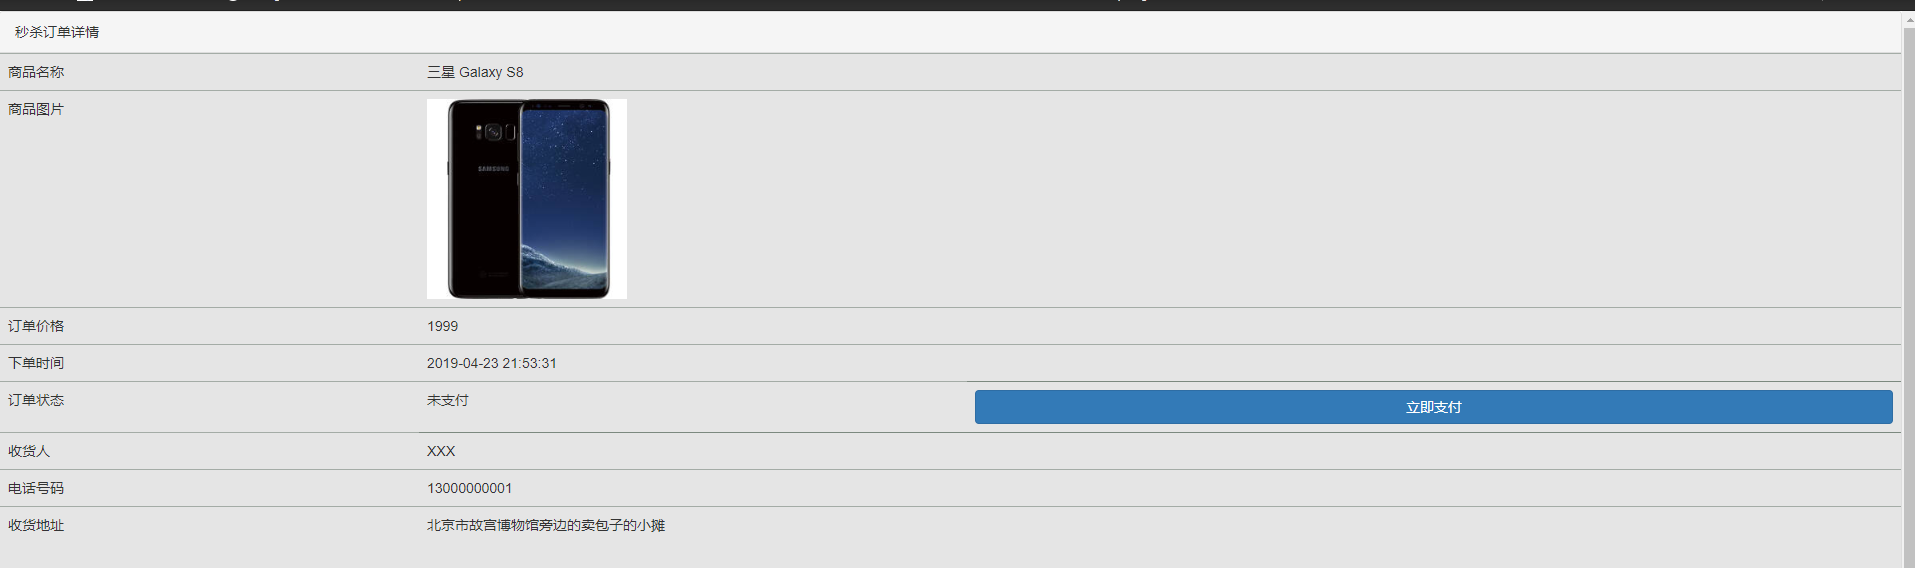 秒杀订单详情
商品名称 三星 Galaxy S8
商品图片
SAMSUNG
订单价格 1999
下单时间 2019-04-23 21:53:31
订单状态 未支付 立即支付
收货人 XXX
电话号码 13000000001
收货地址 北京市故宫博物馆旁边的卖包子的小摊